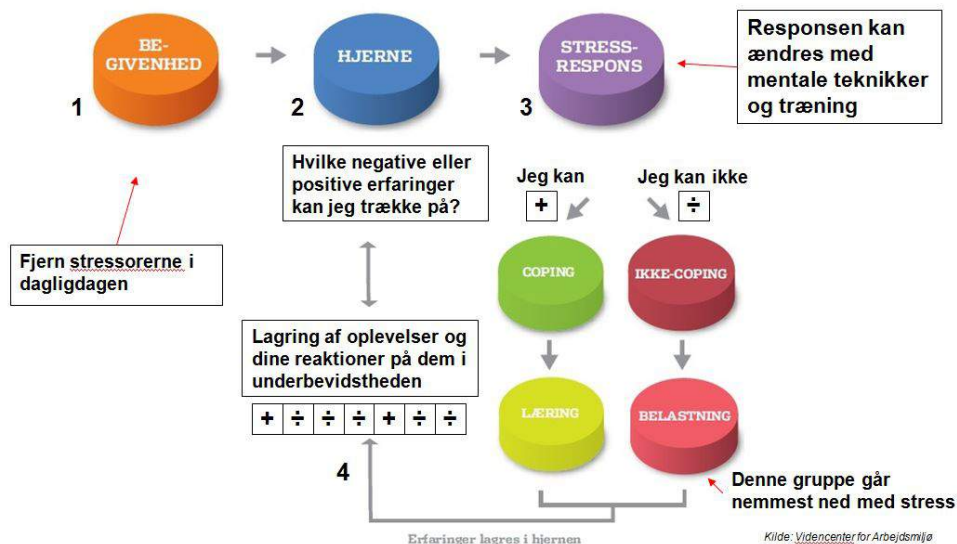 BE-
GIVENHED
HJERNE
STRESS-
RESPONS
Responsen kan
ændres med
mentale teknikker
og træning
1
2
3
Hvilke negative eller
positive erfaringer
kan jeg trække på?
Jeg kan
+
Jeg kan ikke
÷
Fjern stressorerne i
dagligdagen
COPING
IKKE-COPING
Lagring af oplevelser og
dine reaktioner på dem i
underbevidstheden
+ ÷ ÷ ÷ + ÷ ÷
LÆRING
BELASTNING
4
Denne gruppe går
nemmest ned med stress
Erfaringer lagres i hjernen
Kilde: Videncenter for Arbejdsmiljø